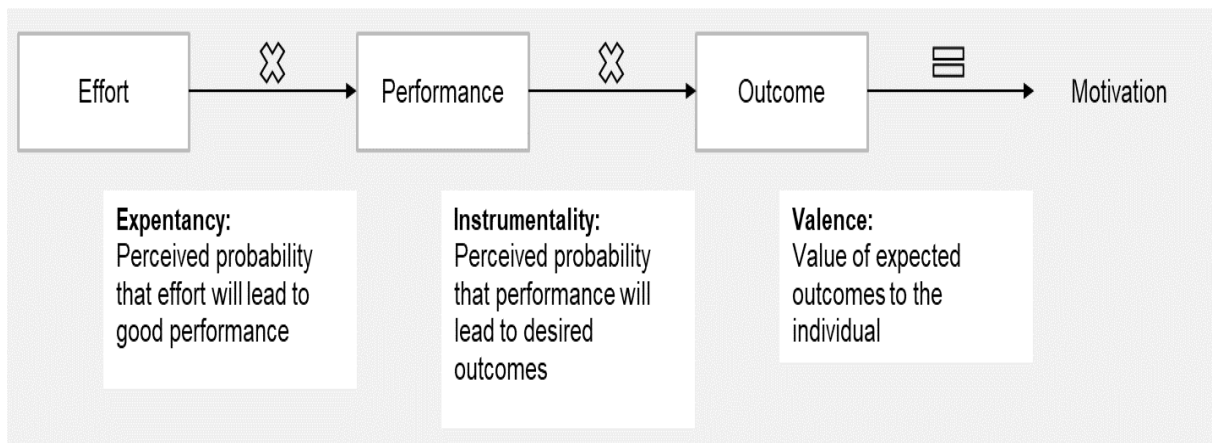 Effort
Performance
Outcome
Motivation
Expentancy:
Perceived probability
that effort will lead to
good performance
Instrumentality:
Perceived probability
that performance will
lead to desired
outcomes
Valence:
Value of expected
outcomes to the
individual